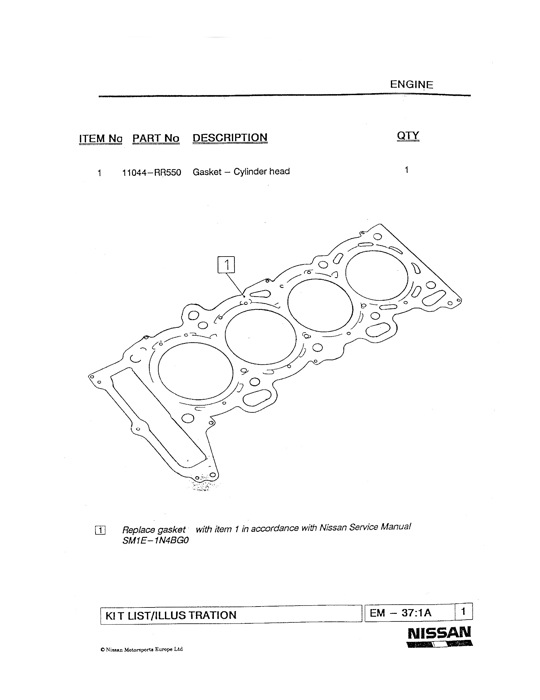 ENGINE
ITEM No PART No DESCRIPTION QTY
1 11044-RR550 Gasket - Cylinder head 1
1
1 Replace gasket with item 1 in accordance with Nissan Service Manual
SM1E-1N4BG0
KIT LIST/ILLUSTRATION EM - 37:1A 1
NISSAN
© Nissan Motorsports Europe Ltd